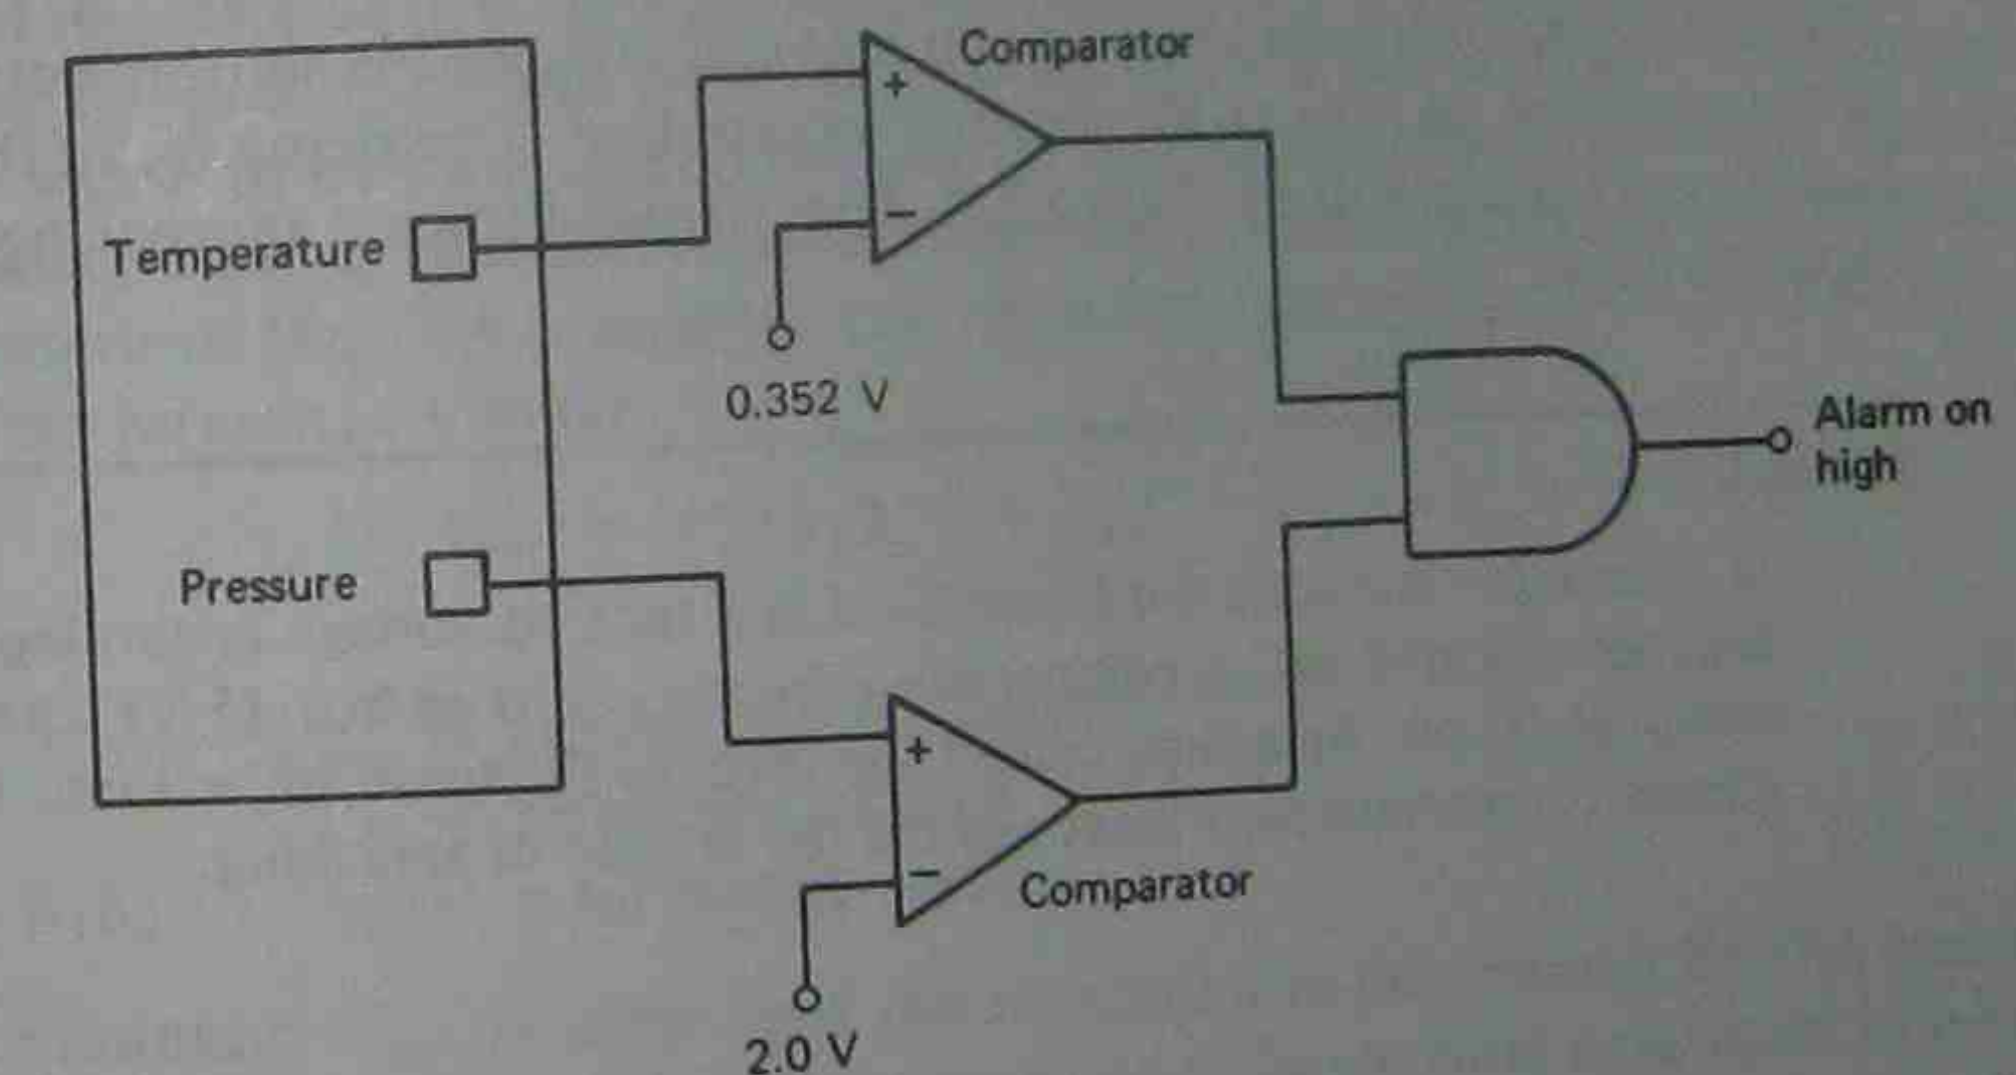 Comparator
+
−
Temperature
0.352 V
Alarm on
high
Pressure
+
−
Comparator
2.0 V